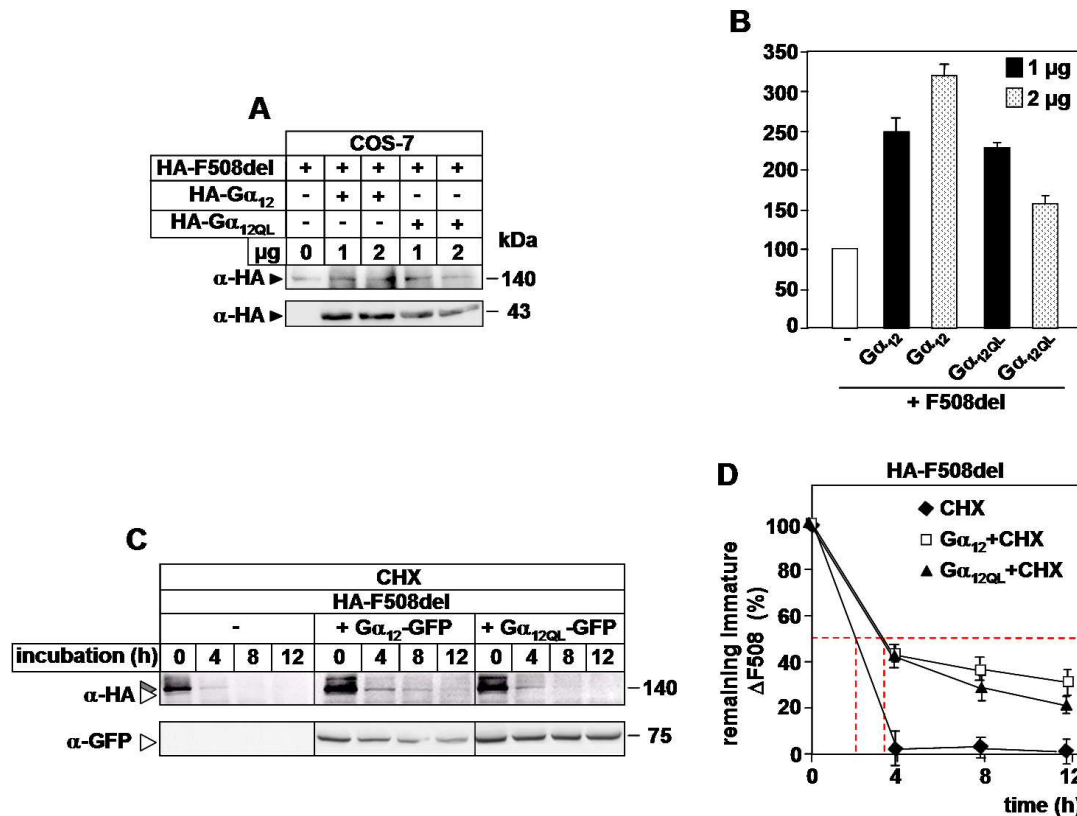 A
COS-7
HA-F508del + + + + +
HA-Gα12 - + + - -
HA-Gα12QL - - - + +
µg 0 1 2 1 2
kDa
α-HA 140
α-HA 43
B
350
300
250
200
150
100
50
0
1 µg
2 µg
- Gα12 Gα12 Gα12QL Gα12QL
+ F508del
C
CHX
HA-F508del
- + Gα12-GFP + Gα12QL-GFP
incubation (h) 0 4 8 12 0 4 8 12 0 4 8 12
α-HA 140
α-GFP 75
D
HA-F508del
CHX
Gα12+CHX
Gα12QL+CHX
remaining immature
ΔF508 (%)
100
80
60
40
20
0
0 4 8 12
time (h)